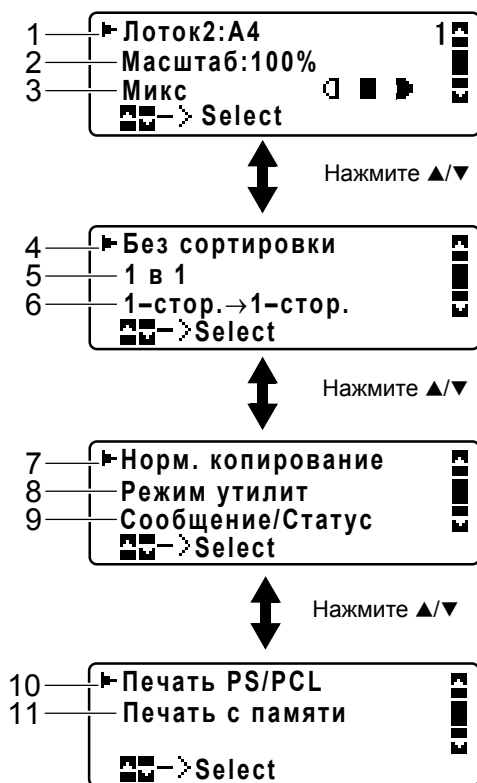 1 Лоток2:А4 1
2 Масштаб:100%
3 Микс
–> Select
Нажмите ▲/▼
4 Без сортировки
5 1 в 1
6 1–стор.→1–стор.
–>Select
Нажмите ▲/▼
7 Норм. копирование
8 Режим утилит
9 Сообщение/Статус
–>Select
Нажмите ▲/▼
10 Печать PS/PCL
11 Печать с памяти
–>Select